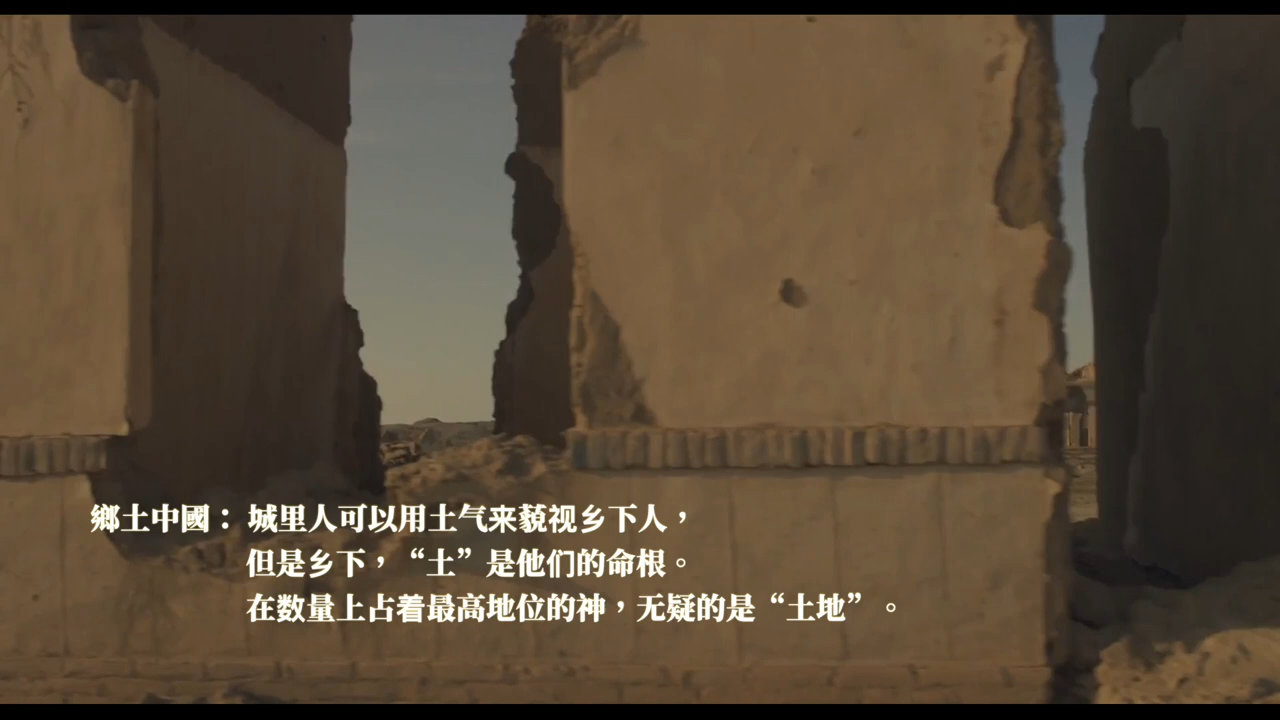 鄉土中國：城里人可以用土气来藐视乡下人，
但是乡下，“土”是他们的命根。
在数量上占着最高地位的神，无疑的是“土地”。